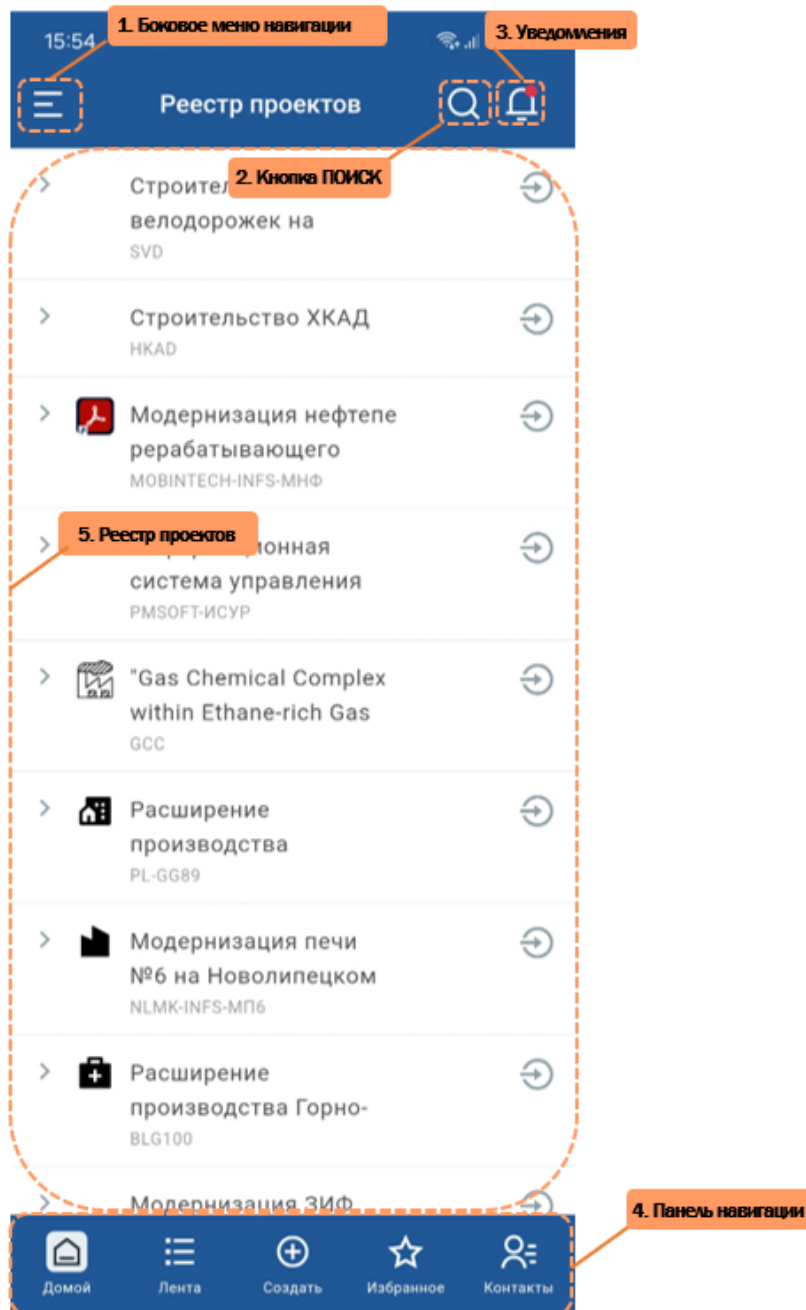 1. Боковое меню навигации
15:54
3. Уведомления
Реестр проектов
2. Кнопка ПОИСК
Строител
велодорожек на
SVD
Строительство ХКАД
HKAD
Модернизация нефтепе
рерабатывающего
MOBINTECH-INFS-МНФ
5. Реестр проектов
ионная
система управления
PMSOFT-ИСУР
"Gas Chemical Complex
within Ethane-rich Gas
GCC
Расширение
производства
PL-GG89
Модернизация печи
№6 на Новолипецком
NLMK-INFS-МП6
Расширение
производства Горно-
BLG100
Модернизация ЗИФ
4. Панель навигации
Домой
Лента
Создать
Избранное
Контакты